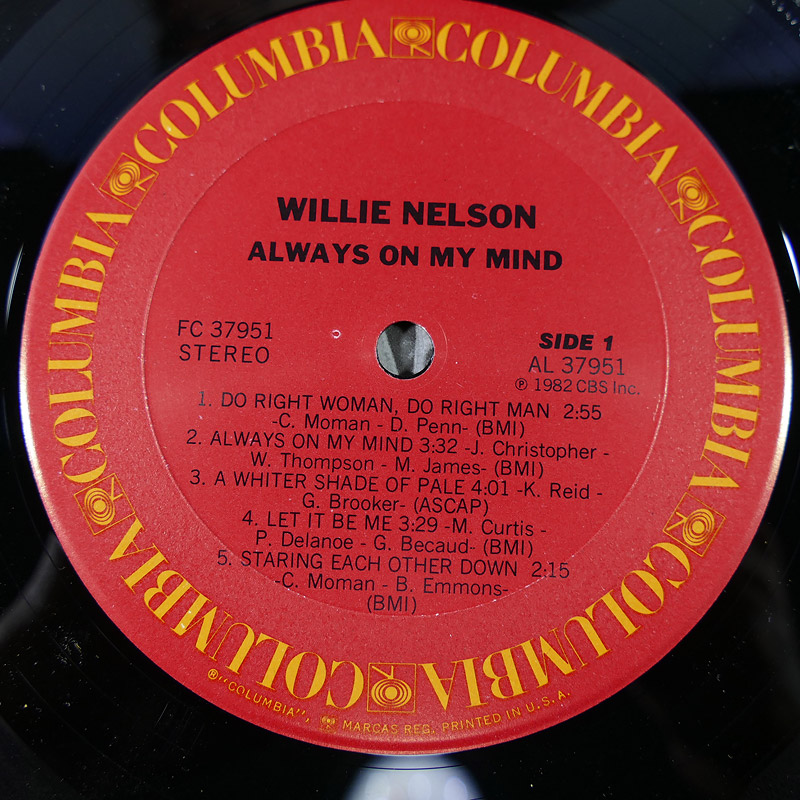 COLUMBIA COLUMBIA COLUMBIA COLUMBIA COLUMBIA COLUMBIA COLUMBIA COLUMBIA
WILLIE NELSON
ALWAYS ON MY MIND
FC 37951
STEREO
SIDE 1
AL 37951
℗ 1982 CBS Inc.
1. DO RIGHT WOMAN, DO RIGHT MAN 2:55
-C. Moman - D. Penn- (BMI)
2. ALWAYS ON MY MIND 3:32 -J. Christopher -
W. Thompson - M. James- (BMI)
3. A WHITER SHADE OF PALE 4:01 -K. Reid -
G. Brooker- (ASCAP)
4. LET IT BE ME 3:29 -M. Curtis -
P. Delanoe - G. Becaud- (BMI)
5. STARING EACH OTHER DOWN 2:15
-C. Moman - B. Emmons-
(BMI)
®"COLUMBIA", MARCAS REG. PRINTED IN U.S.A.